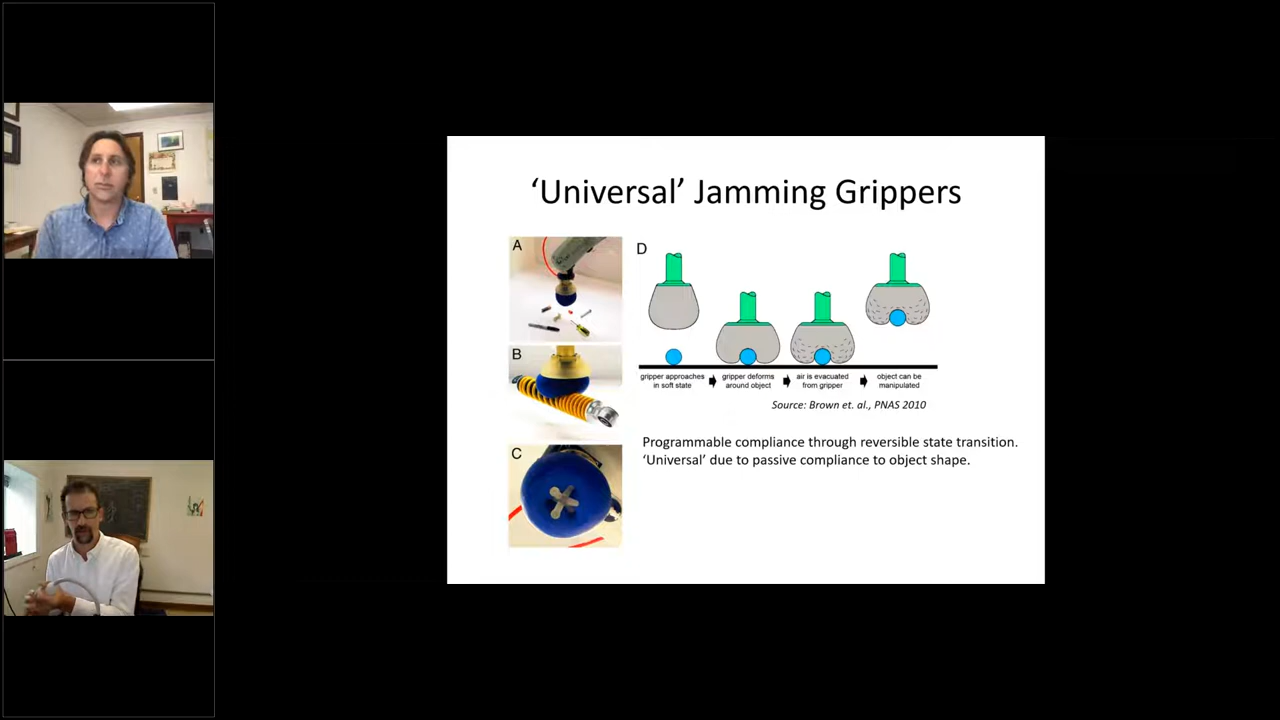 ‘Universal’ Jamming Grippers
A
B
C
D
gripper approaches
in soft state
gripper deforms
around object
air is evacuated
from gripper
object can be
manipulated
Source: Brown et. al., PNAS 2010
Programmable compliance through reversible state transition.
‘Universal’ due to passive compliance to object shape.